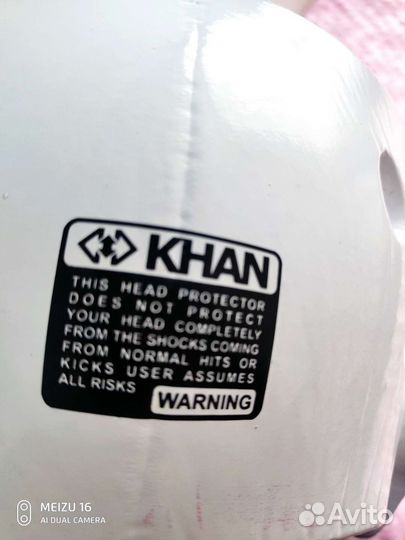 KHAN
THIS HEAD PROTECTOR
DOES NOT PROTECT
YOUR HEAD COMPLETELY
FROM THE SHOCKS COMING
FROM NORMAL HITS OR
KICKS USER ASSUMES
ALL RISKS
WARNING
MEIZU 16
AI DUAL CAMERA
Avito